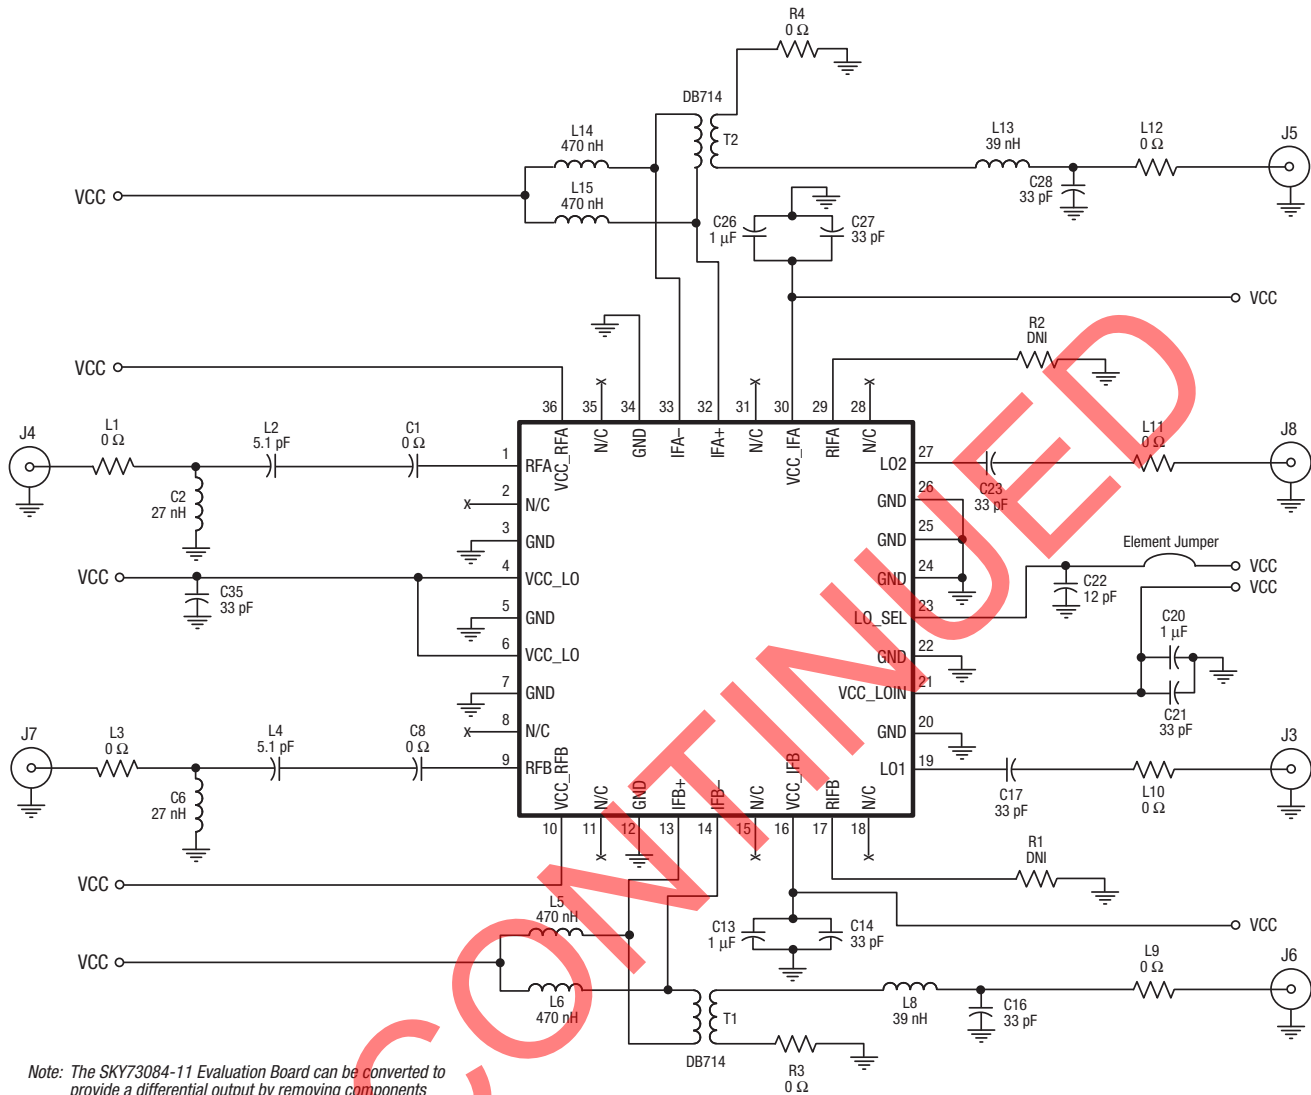 R4
0 Ω
DB714
T2
L14
470 nH
L15
470 nH
VCC
L13
39 nH
L12
0 Ω
J5
C28
33 pF
C26
1 μF
C27
33 pF
VCC
R2
DNI
VCC
36
35
34
33
32
31
30
29
28
VCC_RFA
N/C
GND
IFA–
IFA+
N/C
VCC_IFA
RIFA
N/C
J4
L1
0 Ω
L2
5.1 pF
C1
0 Ω
C2
27 nH
1
RFA
2
N/C
3
GND
VCC
4
VCC_LO
C35
33 pF
5
GND
6
VCC_LO
7
GND
8
N/C
9
RFB
J7
L3
0 Ω
L4
5.1 pF
C8
0 Ω
C6
27 nH
LO2
27
C23
33 pF
L11
0 Ω
J8
GND
26
GND
25
GND
24
Element Jumper
VCC
VCC
C22
12 pF
LO_SEL
23
C20
1 μF
GND
22
VCC_LOIN
21
C21
33 pF
GND
20
LO1
19
C17
33 pF
L10
0 Ω
J3
VCC_RFB
N/C
GND
IFB+
IFB–
N/C
VCC_IFB
RIFB
N/C
10
11
12
13
14
15
16
17
18
R1
DNI
VCC
L5
470 nH
C13
1 μF
C14
33 pF
VCC
VCC
L6
470 nH
T1
DB714
L8
39 nH
C16
33 pF
L9
0 Ω
J6
R3
0 Ω
Note: The SKY73084-11 Evaluation Board can be converted to
provide a differential output by removing components
CONTINUED